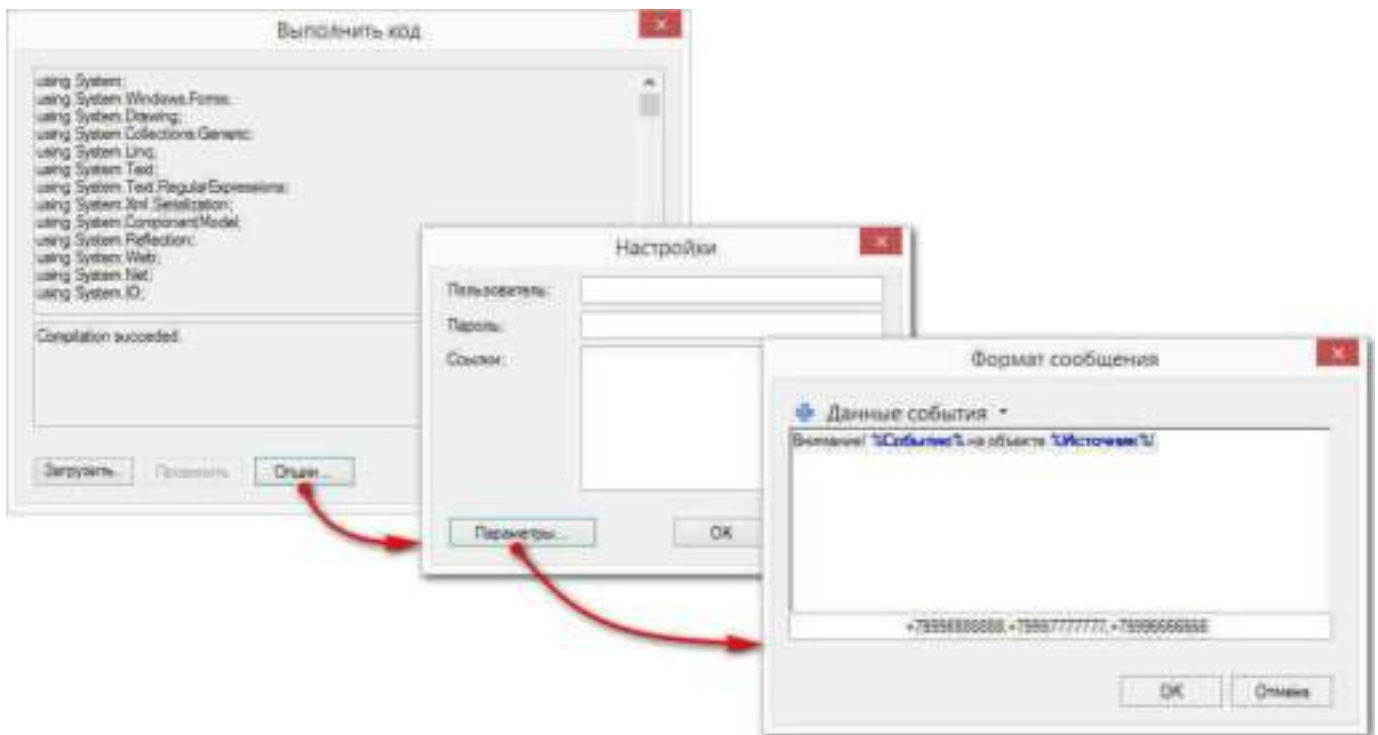 Выполнить код
using System;
using System.Windows.Forms;
using System.Drawing;
using System.Collections.Generic;
using System.Linq;
using System.Text;
using System.Text.RegularExpressions;
using System.Xml.Serialization;
using System.ComponentModel;
using System.Reflection;
using System.Web;
using System.Net;
using System.IO;
Compilation succeded.
Загрузить...
Проверить
Опции...
Настройки
Пользователь:
Пароль:
Ссылки:
Параметры...
OK
Формат сообщения
Данные события
Внимание! %Событие% на объекте %Источник%!
OK
Отмена